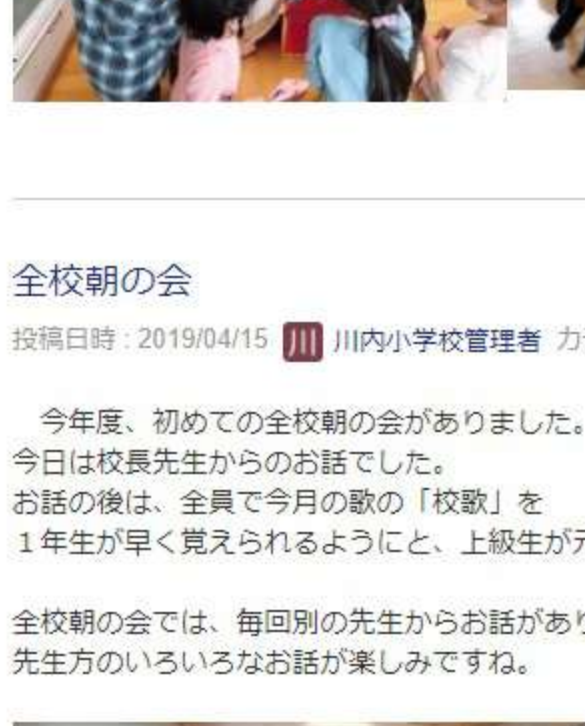 全校朝の会
投稿日時 : 2019/04/15 川 川内小学校管理者 カ
　今年度、初めての全校朝の会がありました。
今日は校長先生からのお話でした。
お話の後は、全員で今月の歌の「校歌」を
１年生が早く覚えられるようにと、上級生が元
全校朝の会では、毎回別の先生からお話があり
先生方のいろいろなお話が楽しみですね。